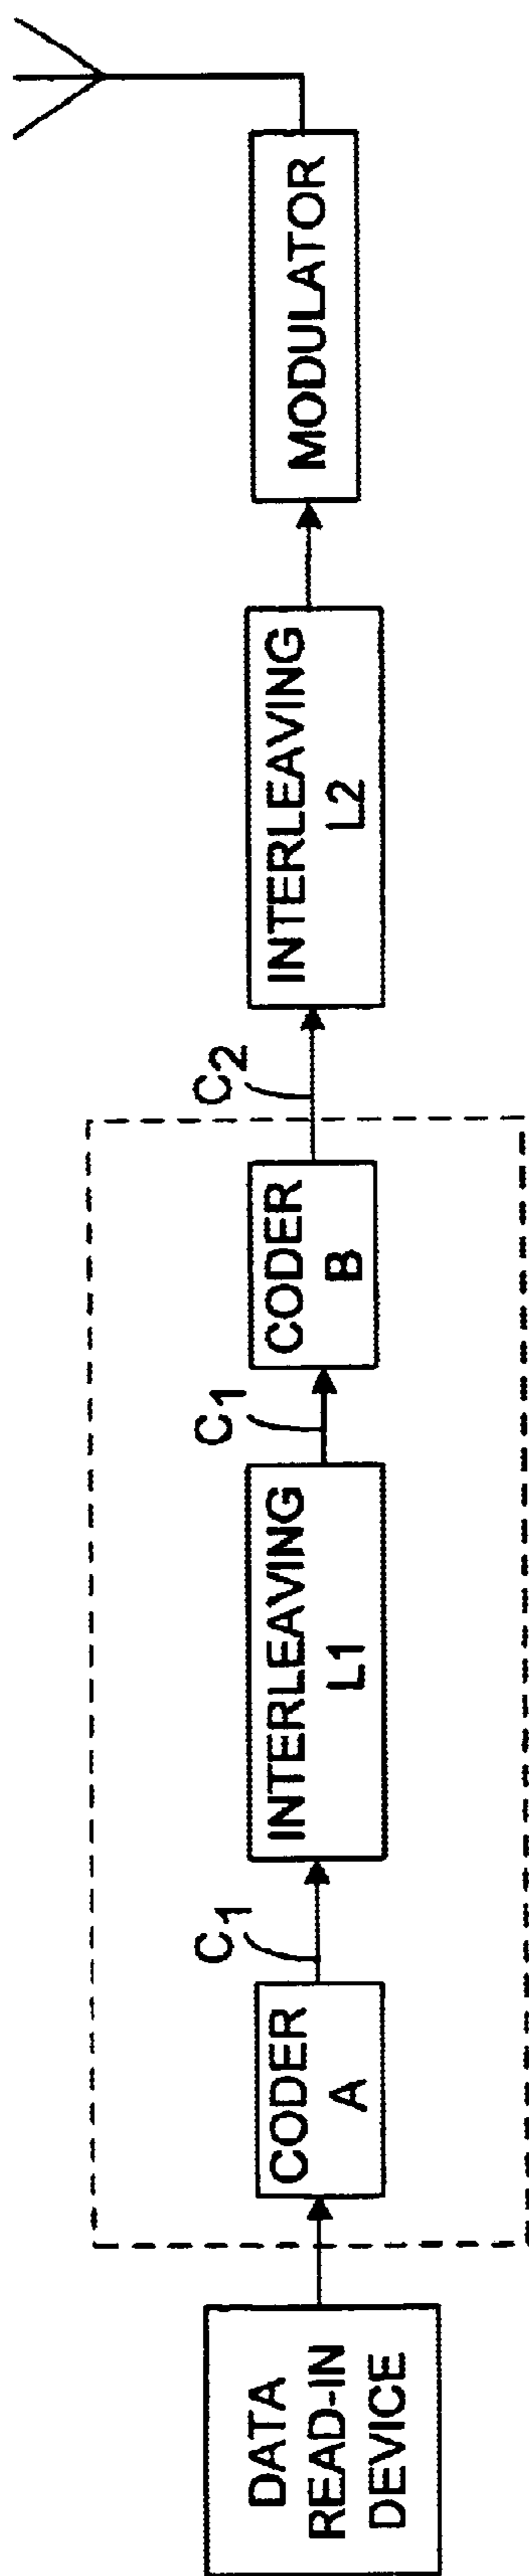 DATA
READ-IN
DEVICE
CODER
A
C1
INTERLEAVING
L1
C1
CODER
B
C2
INTERLEAVING
L2
MODULATOR